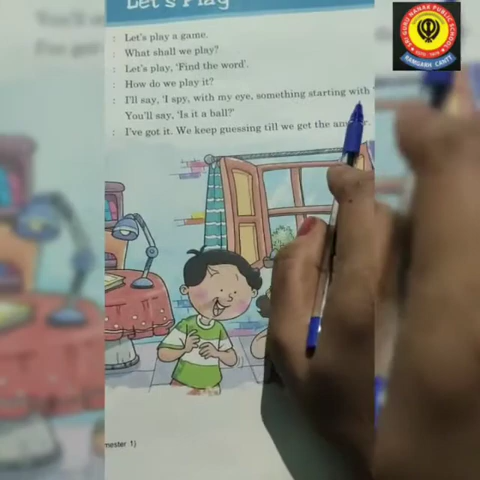 Let's Play
: Let's play a game.
: What shall we play?
: Let's play, 'Find the word'.
: How do we play it?
: I'll say, 'I spy, with my eye, something starting with
You'll say, 'Is it a ball?'
: I've got it. We keep guessing till we get the
mester 1)
GURU NANAK PUBLIC SCHOOL
RAMGARH CANTT